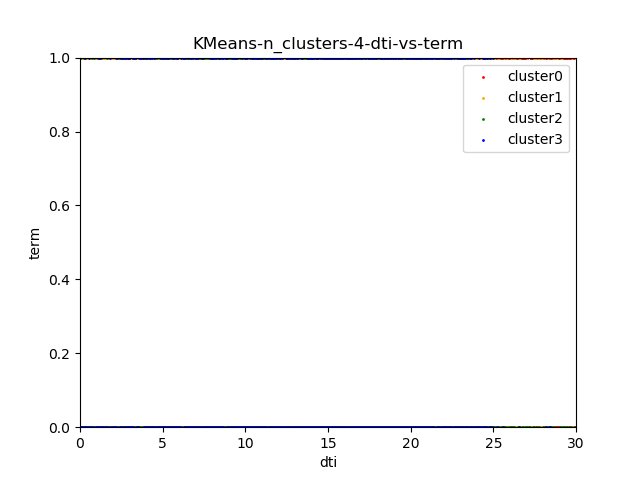 KMeans-n_clusters-4-dti-vs-term
1.0
0.8
0.6
0.4
0.2
0.0
term
cluster0
cluster1
cluster2
cluster3
0 5 10 15 20 25 30
dti